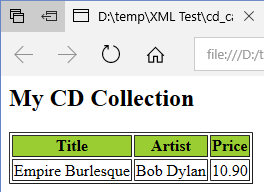 D:\temp\XML Test\cd_ca
file:///D:/t
My CD Collection
Title Artist Price
Empire Burlesque Bob Dylan 10.90